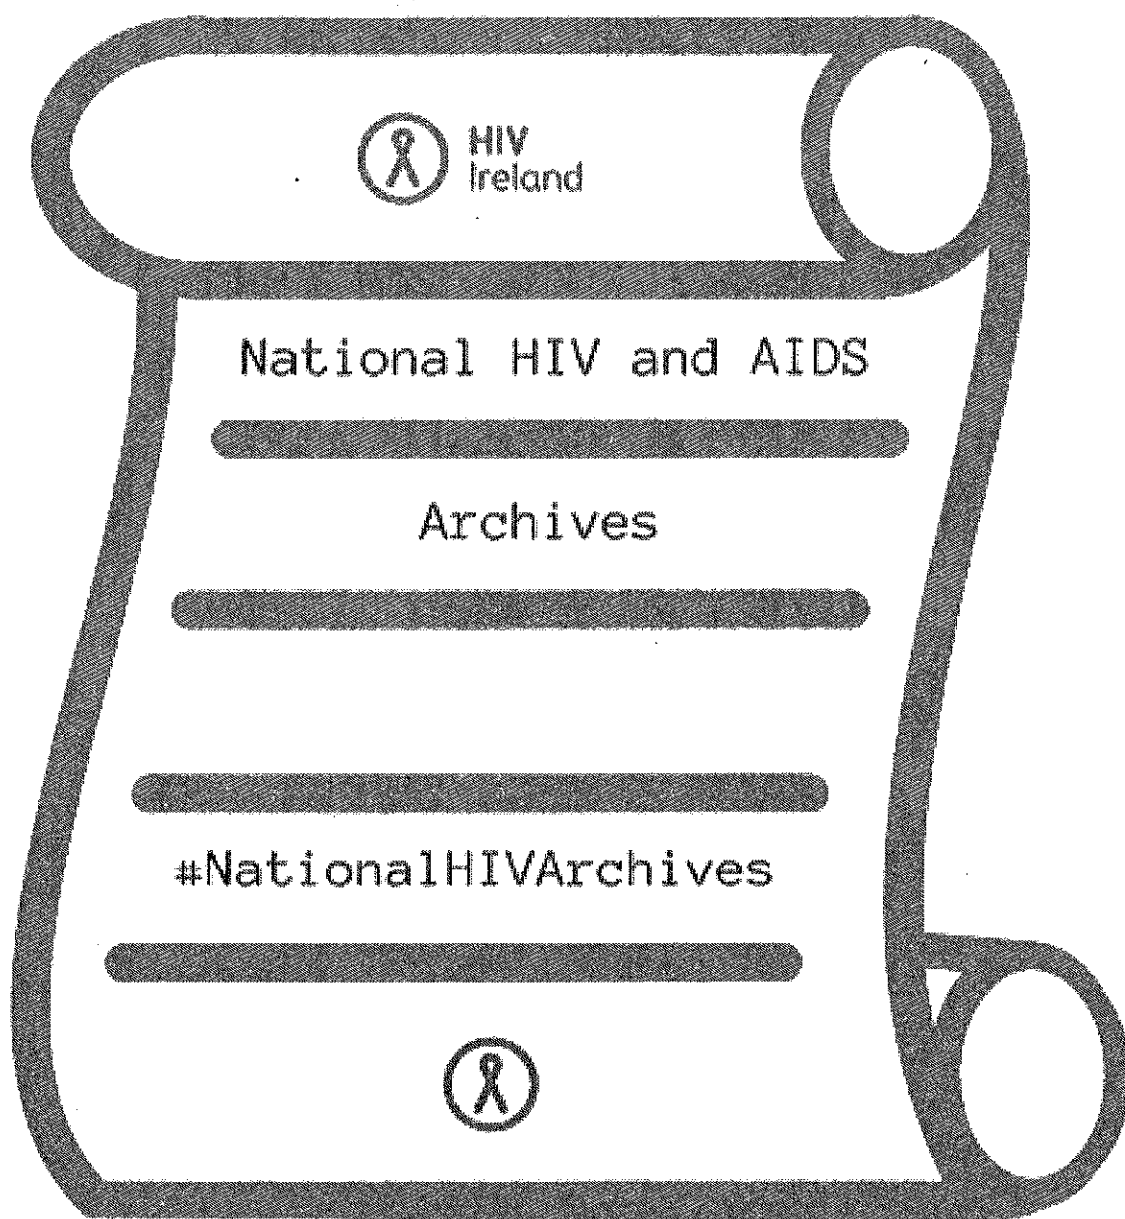 HIV
Ireland
National HIV and AIDS
Archives
#NationalHIVArchives